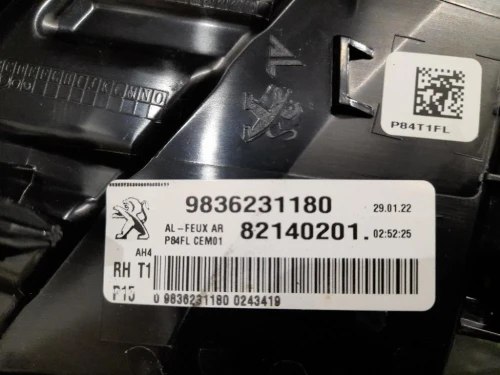 AL
P84T1FL
9836231180 29.01.22
AL-FEUX AR 82140201. 02:52:25
P84FL CEM01
AH4
RH T1
P15 0 9836231180 0243419